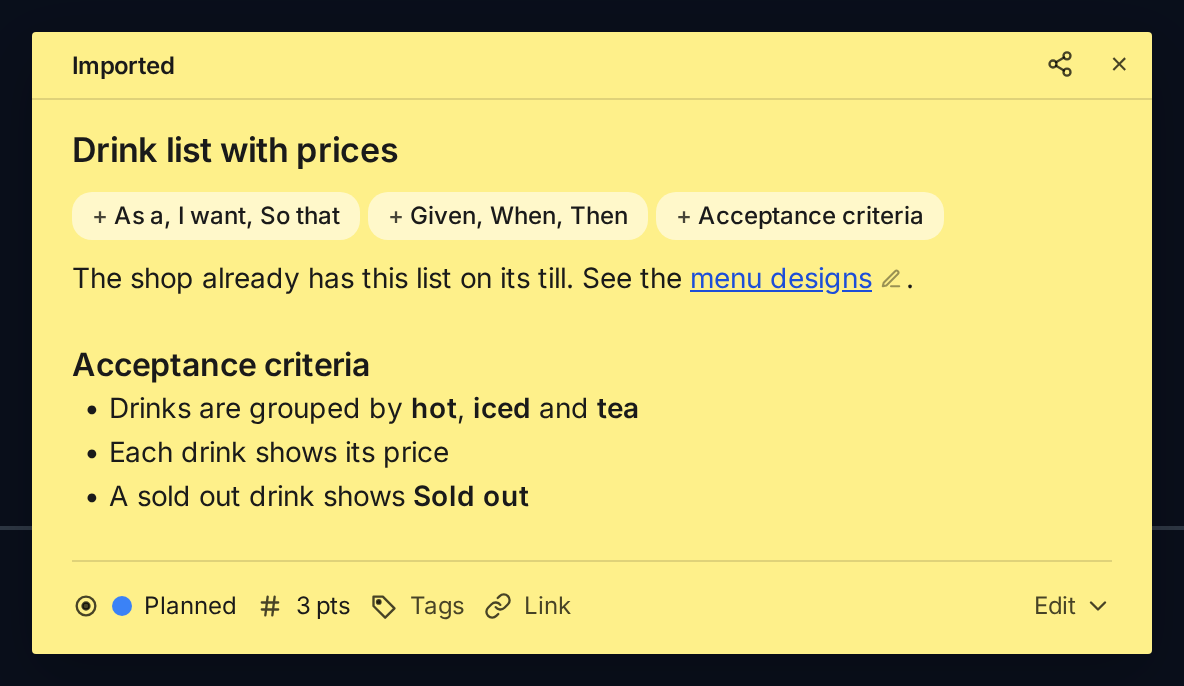 Imported
Drink list with prices
+ As a, I want, So that + Given, When, Then + Acceptance criteria
The shop already has this list on its till. See the menu designs .
Acceptance criteria
• Drinks are grouped by hot, iced and tea
• Each drink shows its price
• A sold out drink shows Sold out
Planned # 3 pts Tags Link Edit